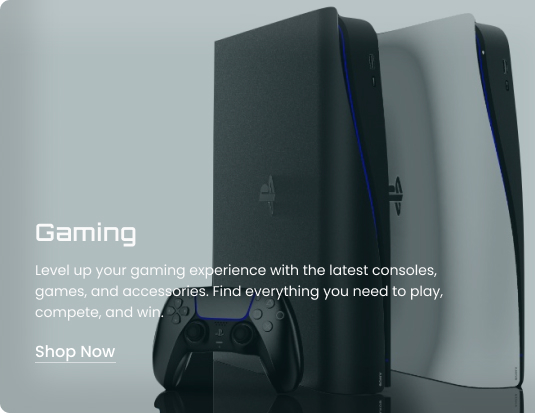 Gaming
Level up your gaming experience with the latest consoles,
games, and accessories. Find everything you need to play,
compete, and win.
Shop Now